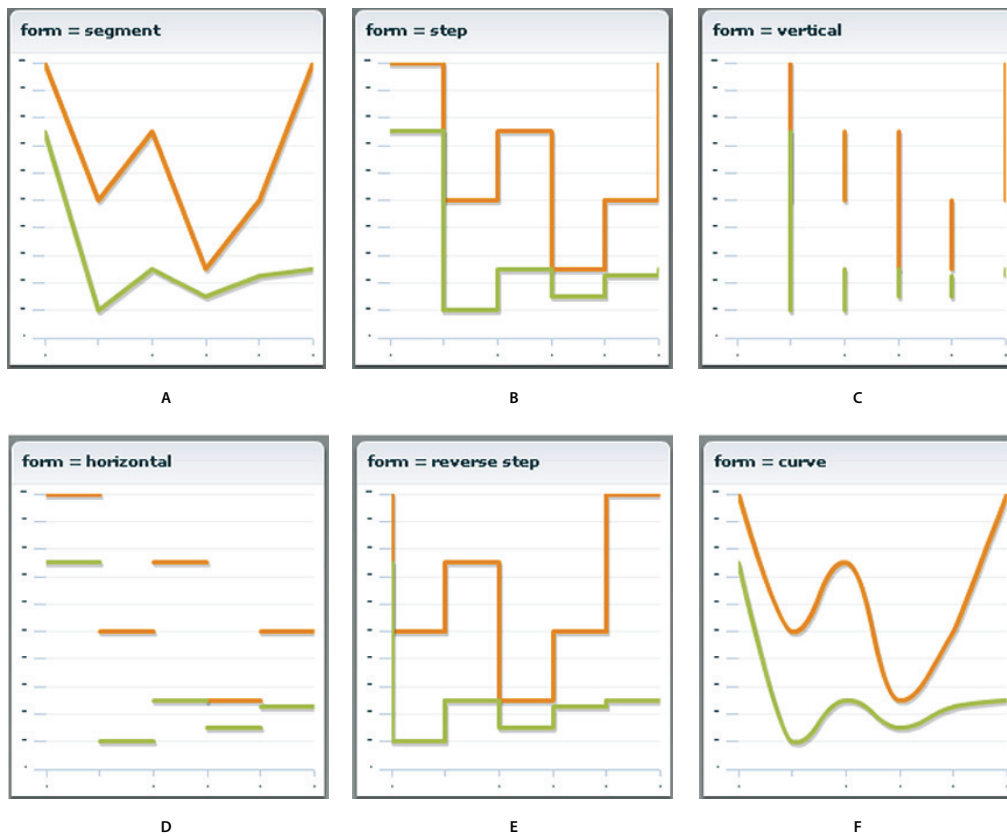 form = segment
form = step
form = vertical
A
B
C
form = horizontal
form = reverse step
form = curve
D
E
F